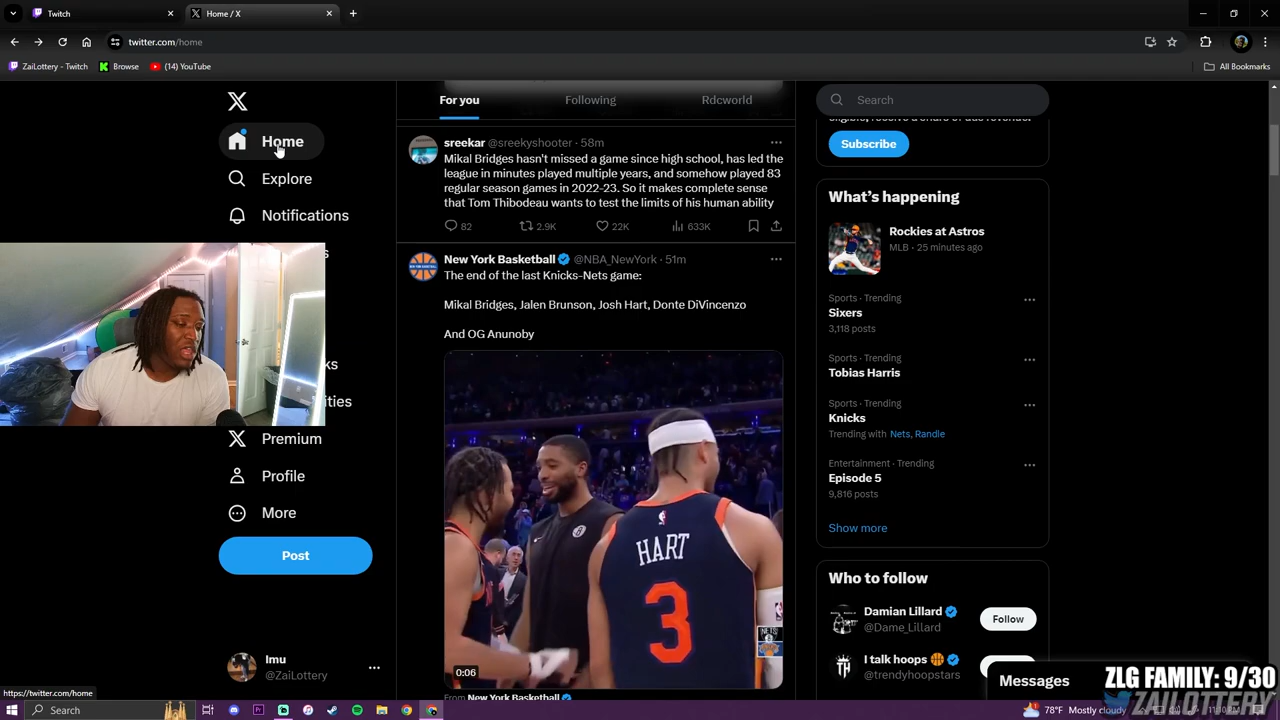 Twitch
Home / X
twitter.com/home
ZaiLottery - Twitch
Browse
(14) YouTube
All Bookmarks
For you
Following
Rdcworld
Search
Home
Explore
Notifications
Premium
Profile
More
Post
Imu
@ZaiLottery
sreekar @sreekyshooter · 58m
Mikal Bridges hasn't missed a game since high school, has led the
league in minutes played multiple years, and somehow played 83
regular season games in 2022-23. So it makes complete sense
that Tom Thibodeau wants to test the limits of his human ability
82 2.9K 22K 633K
New York Basketball @NBA_NewYork · 51m
The end of the last Knicks-Nets game:
Mikal Bridges, Jalen Brunson, Josh Hart, Donte DiVincenzo
And OG Anunoby
HART
3
NETS
0:06
From New York Basketball
eligible, receive a share of ads revenue.
Subscribe
What's happening
Rockies at Astros
MLB · 25 minutes ago
Sports · Trending
Sixers
3,118 posts
Sports · Trending
Tobias Harris
Sports · Trending
Knicks
Trending with Nets, Randle
Entertainment · Trending
Episode 5
9,816 posts
Show more
Who to follow
Damian Lillard
@Dame_Lillard
Follow
I talk hoops
@trendyhoopstars
Messages
ZLG FAMILY: 9/30
ZAILOTTERY
https://twitter.com/home
Search
78°F Mostly cloudy